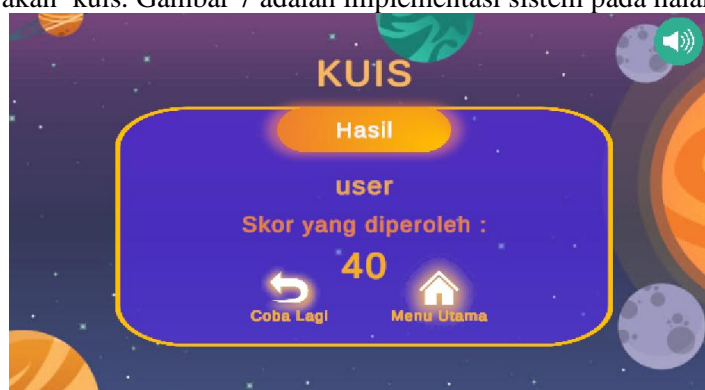 akan kuis. Gambar 7 adalah implementasi sistem pada
KUIS
Hasil
user
Skor yang diperoleh :
40
Coba Lagi
Menu Utama